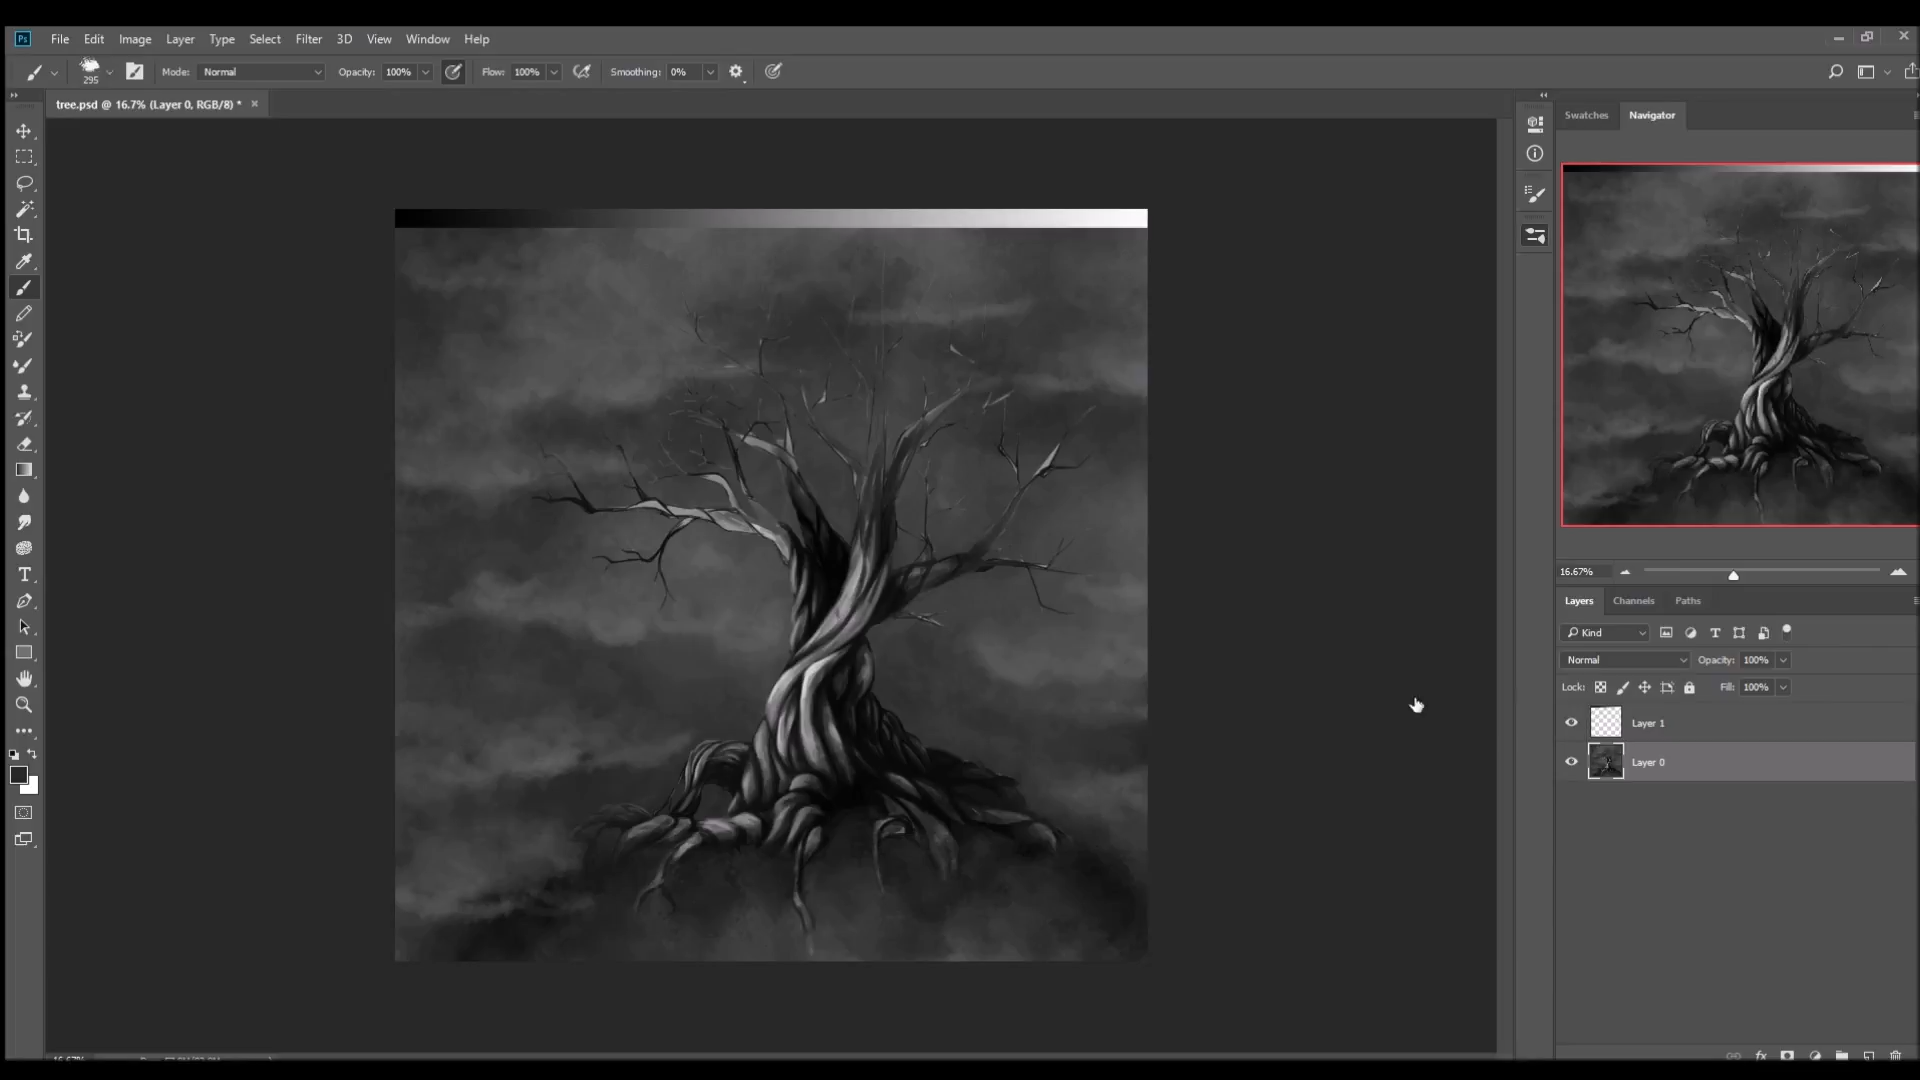 Ps File Edit Image Layer Type Select Filter 3D View Window Help
295 Mode: Normal Opacity: 100% Flow: 100% Smoothing: 0%
tree.psd @ 16.7% (Layer 0, RGB/8) *
Swatches Navigator
16.67%
Layers Channels Paths
Kind
Normal Opacity: 100%
Lock: Fill: 100%
Layer 1
Layer 0
16.67%